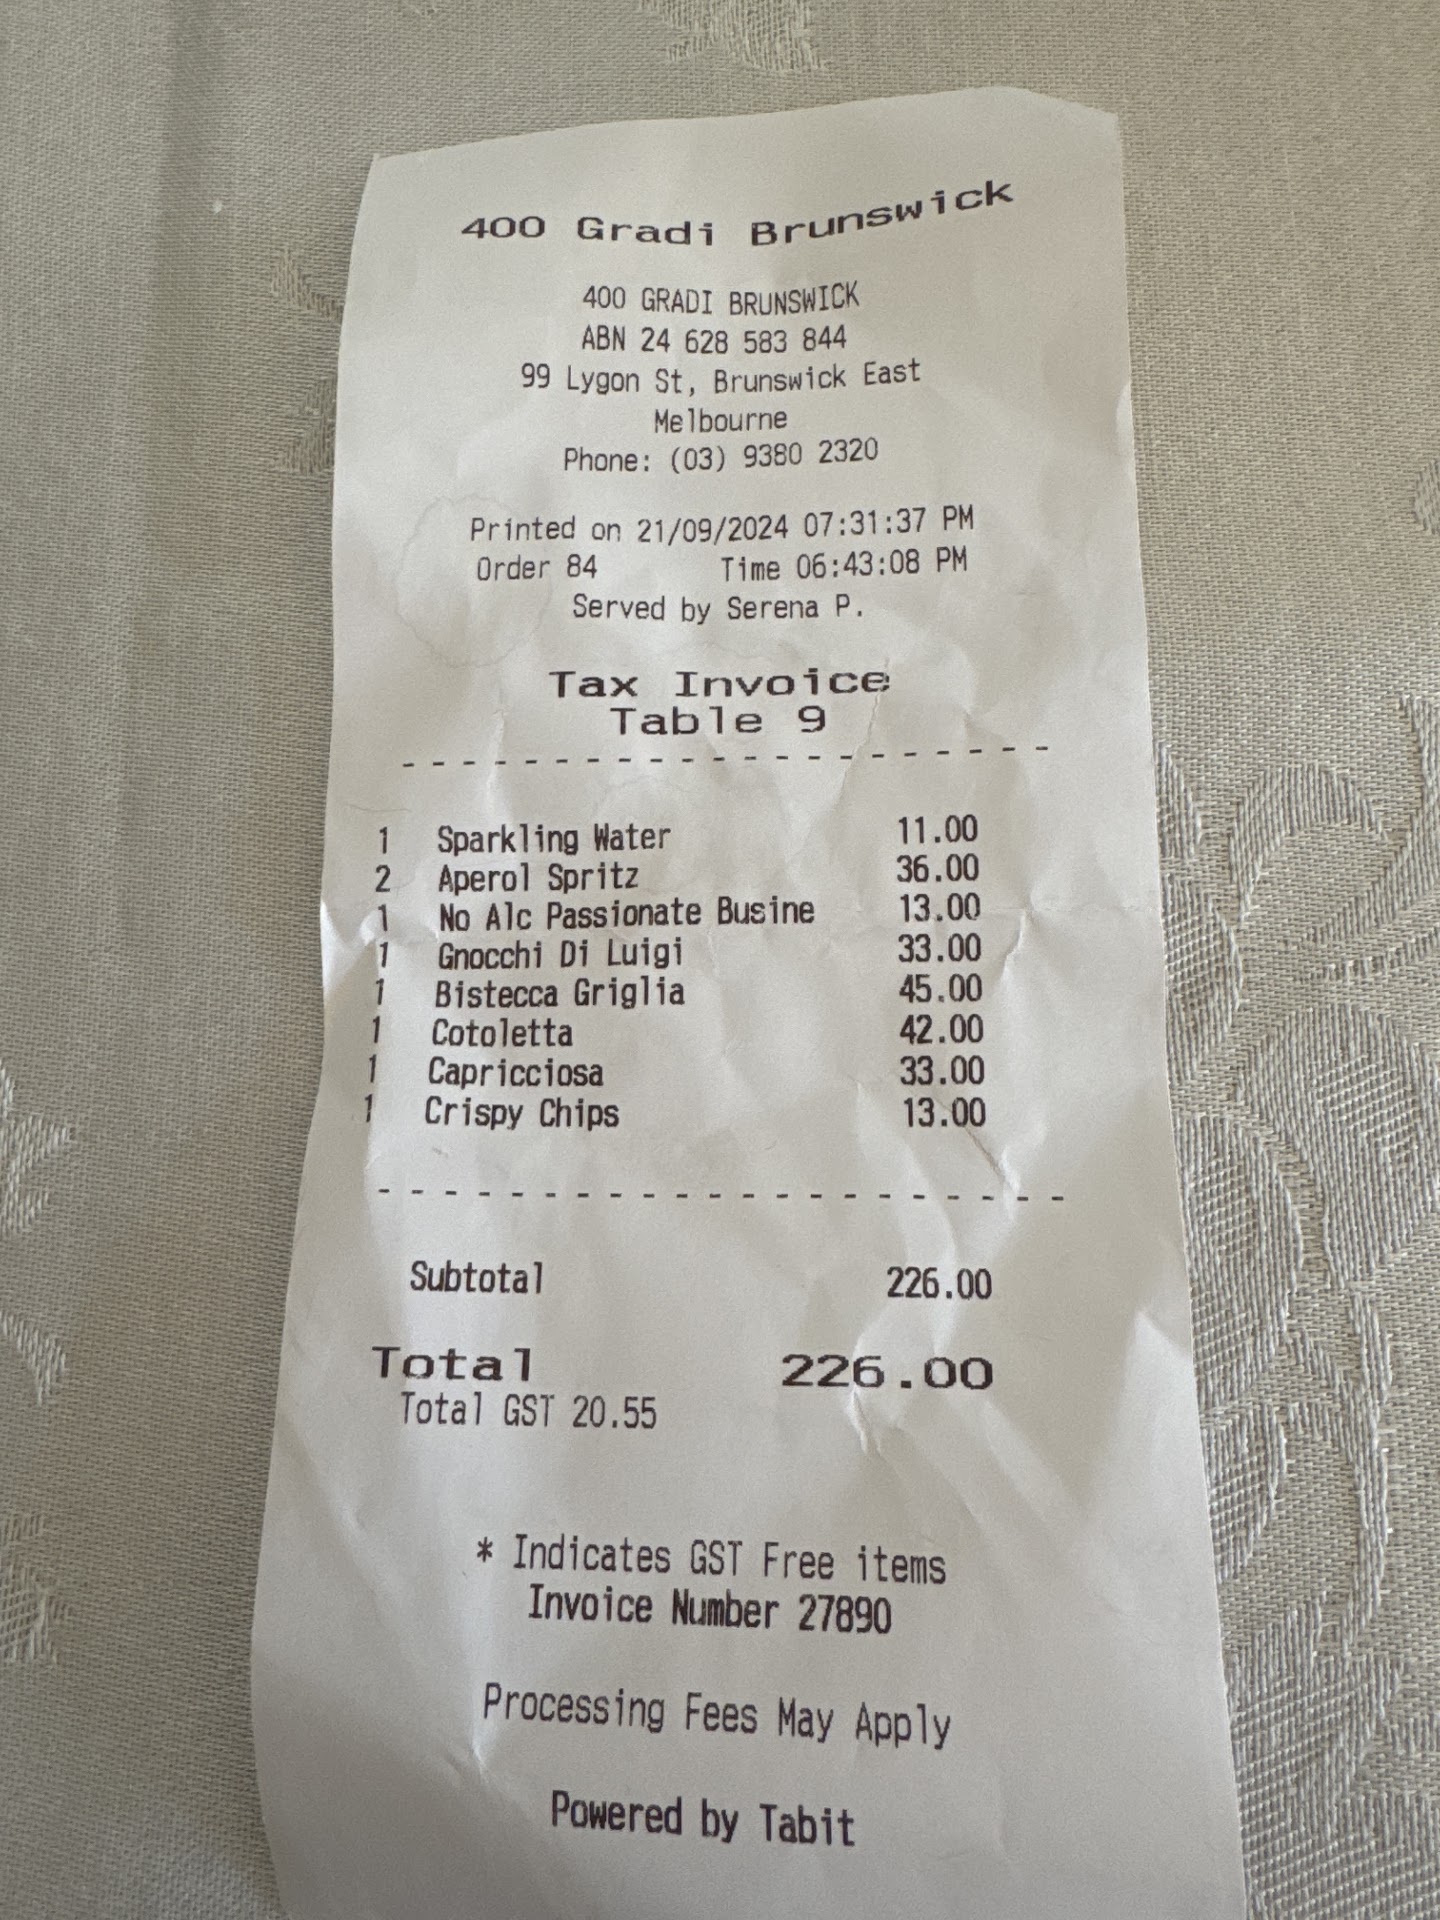 400 Gradi Brunswick
400 GRADI BRUNSWICK
ABN 24 628 583 844
99 Lygon St, Brunswick East
Melbourne
Phone: (03) 9380 2320
Printed on 21/09/2024 07:31:37 PM
Order 84 Time 06:43:08 PM
Served by Serena P.
Tax Invoice
Table 9
- - - - - - - - - - - - - - - - - - - - -
1 Sparkling Water 11.00
2 Aperol Spritz 36.00
1 No Alc Passionate Busine 13.00
1 Gnocchi Di Luigi 33.00
1 Bistecca Griglia 45.00
1 Cotoletta 42.00
1 Capricciosa 33.00
1 Crispy Chips 13.00
- - - - - - - - - - - - - - - - - - - - -
Subtotal 226.00
Total 226.00
Total GST 20.55
* Indicates GST Free items
Invoice Number 27890
Processing Fees May Apply
Powered by Tabit